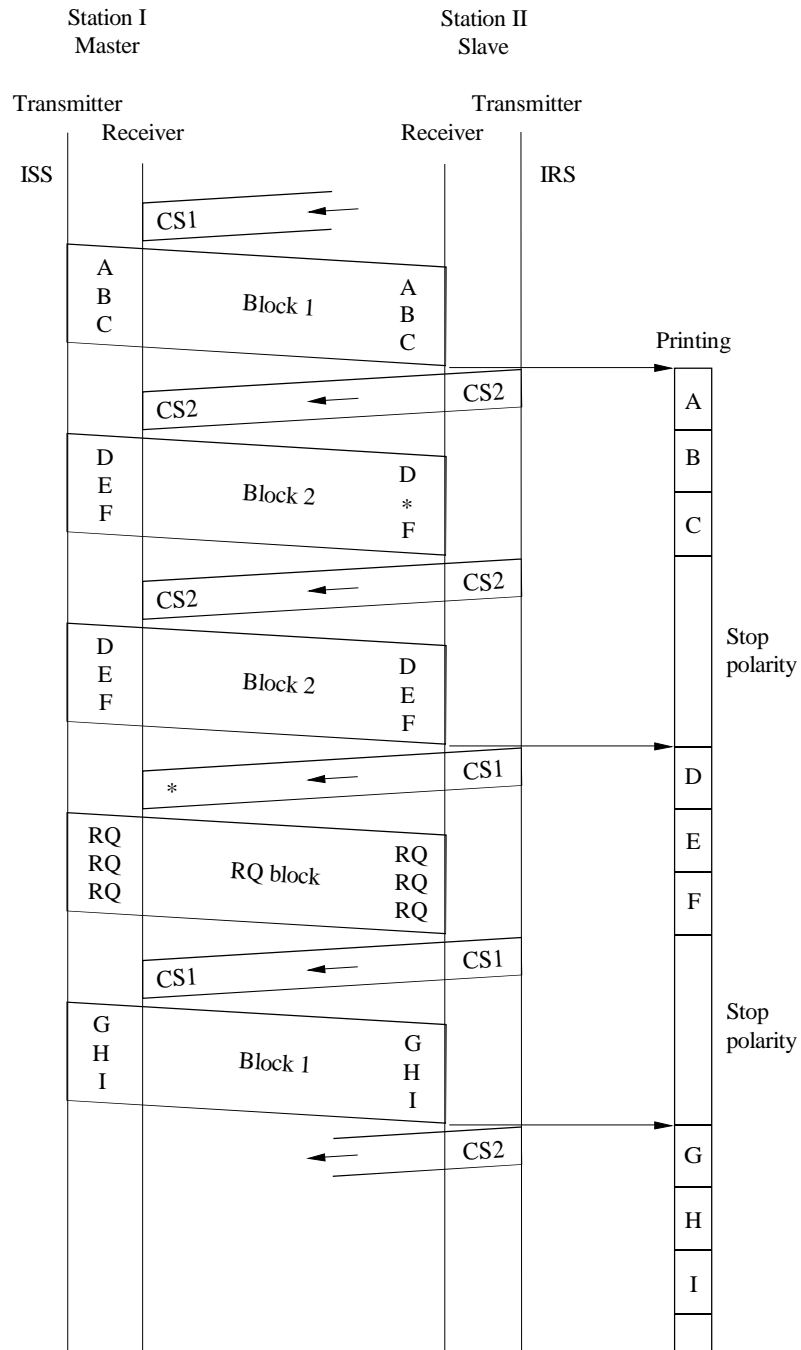 Station I
Master
Station II
Slave
Transmitter
Receiver
Receiver
Transmitter
ISS
IRS
CS1
A
B
C
Block 1
A
B
C
Printing
CS2
CS2
A
D
E
F
Block 2
D
*
F
B
C
CS2
CS2
D
E
F
Block 2
D
E
F
Stop
polarity
*
CS1
D
RQ
RQ
RQ
RQ block
RQ
RQ
RQ
E
F
CS1
CS1
G
H
I
Block 1
G
H
I
Stop
polarity
CS2
G
H
I